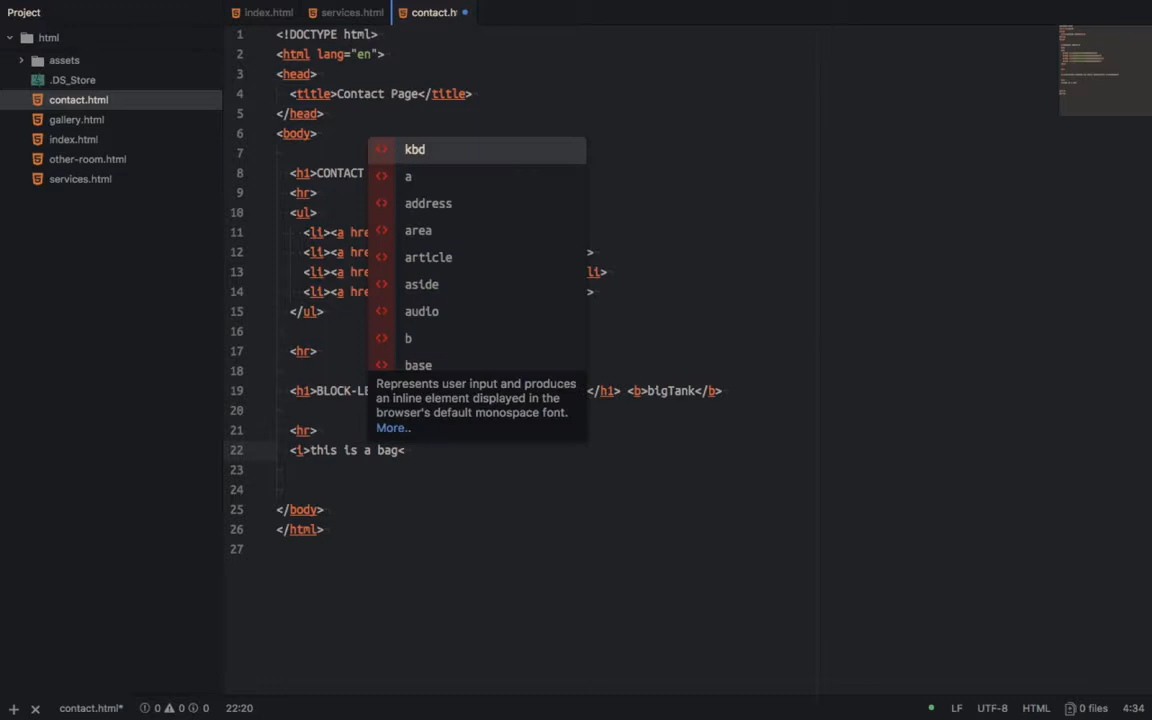 Project
index.html services.html contact.h
html
assets
.DS_Store
contact.html
gallery.html
index.html
other-room.html
services.html
1 <!DOCTYPE html>
2 <html lang="en">
3 <head>
4 <title>Contact Page</title>
5 </head>
6 <body>
7
8 <h1>CONTACT
9 <hr>
10 <ul>
11 <li><a hre
12 <li><a hre >
13 <li><a hre li>
14 <li><a hre >
15 </ul>
16
17 <hr>
18
19 <h1>BLOCK-LE </h1> <b>bigTank</b>
20
21 <hr>
22 <i>this is a bag<
23
24
25 </body>
26 </html>
27
<> kbd
<> a
<> address
<> area
<> article
<> aside
<> audio
<> b
<> base
Represents user input and produces
an inline element displayed in the
browser's default monospace font.
More..
+ × contact.html* 0 0 0 22:20 LF UTF-8 HTML 0 files 4:34